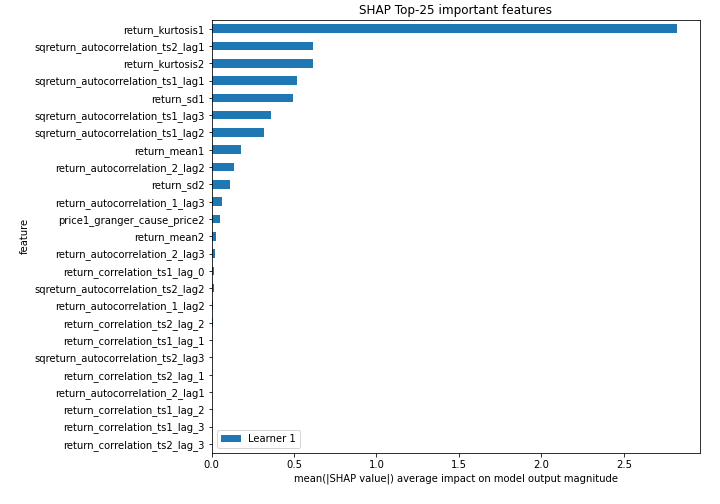 SHAP Top-25 important features
return_kurtosis1
sqreturn_autocorrelation_ts2_lag1
return_kurtosis2
sqreturn_autocorrelation_ts1_lag1
return_sd1
sqreturn_autocorrelation_ts1_lag3
sqreturn_autocorrelation_ts1_lag2
return_mean1
return_autocorrelation_2_lag2
return_sd2
return_autocorrelation_1_lag3
price1_granger_cause_price2
return_mean2
return_autocorrelation_2_lag3
return_correlation_ts1_lag_0
sqreturn_autocorrelation_ts2_lag2
return_autocorrelation_1_lag2
return_correlation_ts2_lag_2
return_correlation_ts1_lag_1
sqreturn_autocorrelation_ts2_lag3
return_correlation_ts2_lag_1
return_autocorrelation_2_lag1
return_correlation_ts1_lag_2
return_correlation_ts1_lag_3
return_correlation_ts2_lag_3
feature
Learner 1
0.0 0.5 1.0 1.5 2.0 2.5
mean(|SHAP value|) average impact on model output magnitude